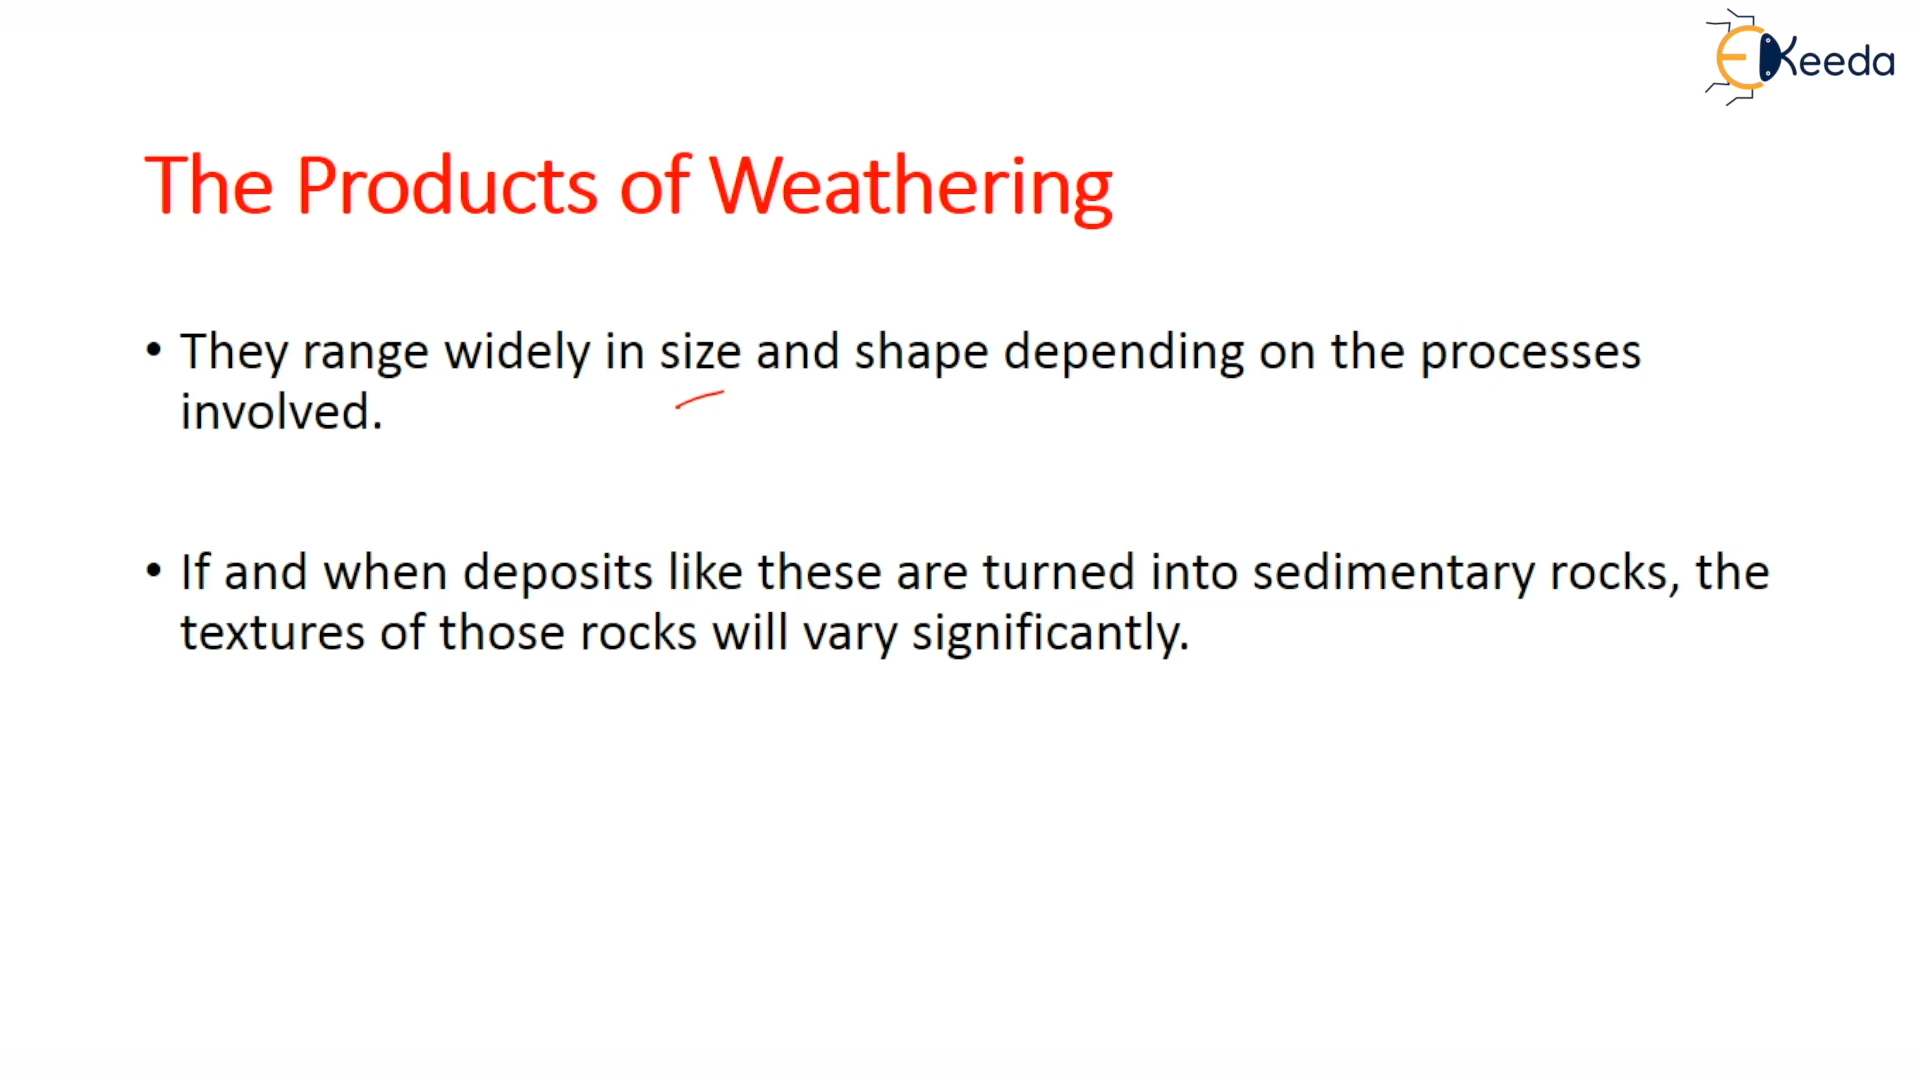 EKeeda
The Products of Weathering
• They range widely in size and shape depending on the processes
involved.
• If and when deposits like these are turned into sedimentary rocks, the
textures of those rocks will vary significantly.